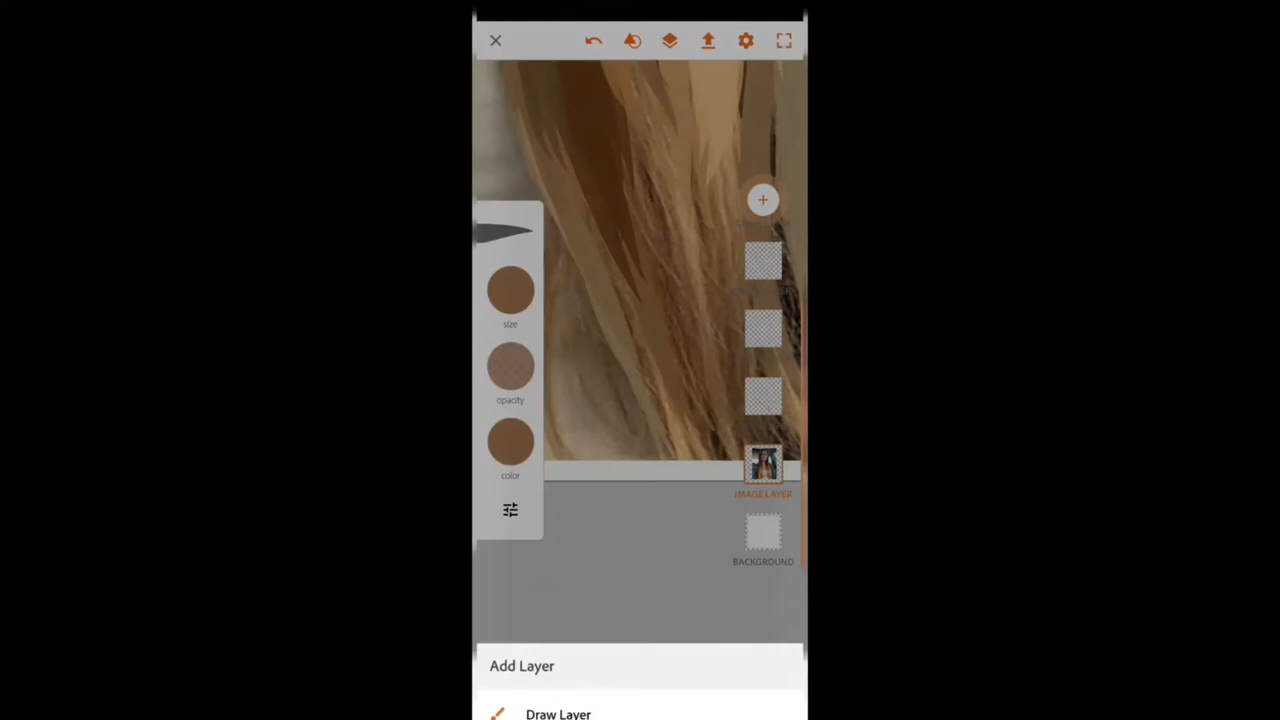 size
opacity
color
IMAGE LAYER
BACKGROUND
Add Layer
Draw Layer